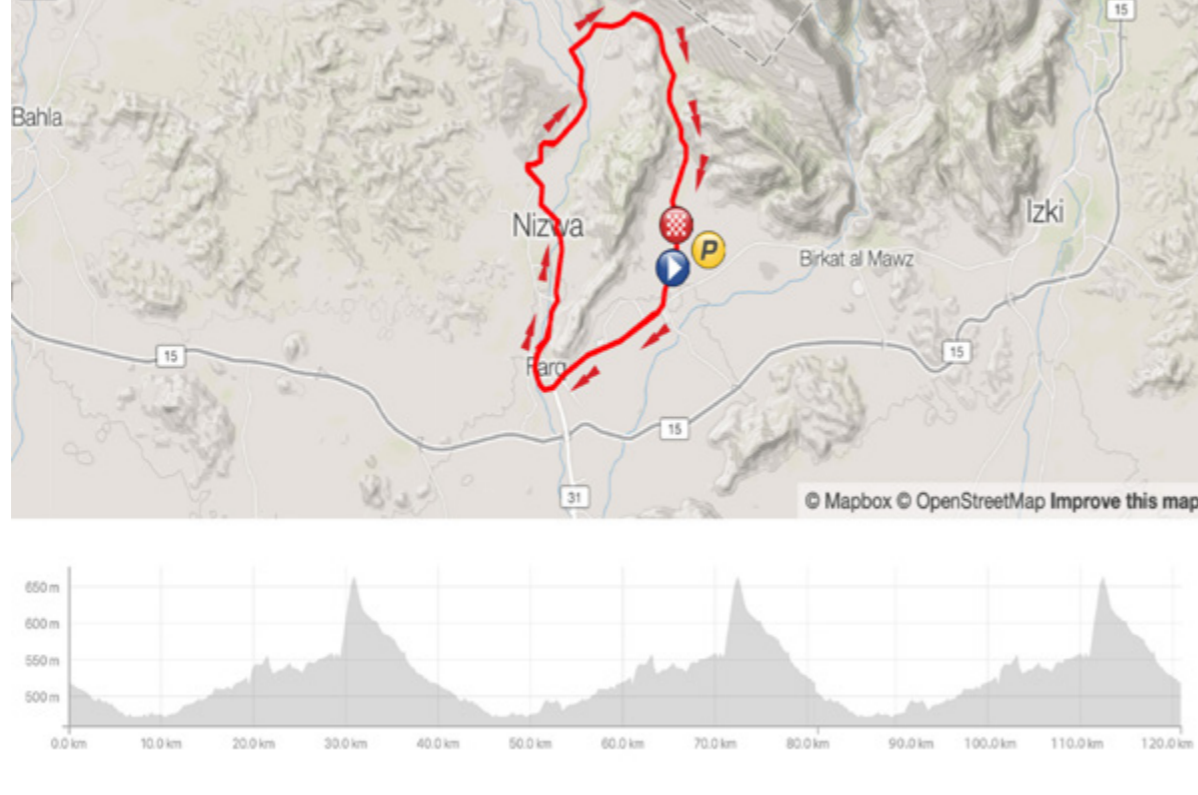 15
Bahla
Nizwa
P
Izki
Birkat al Mawz
15
Farq
15
15
31
© Mapbox © OpenStreetMap Improve this map
650 m
600 m
550 m
500 m
0.0 km 10.0 km 20.0 km 30.0 km 40.0 km 50.0 km 60.0 km 70.0 km 80.0 km 90.0 km 100.0 km 110.0 km 120.0 km